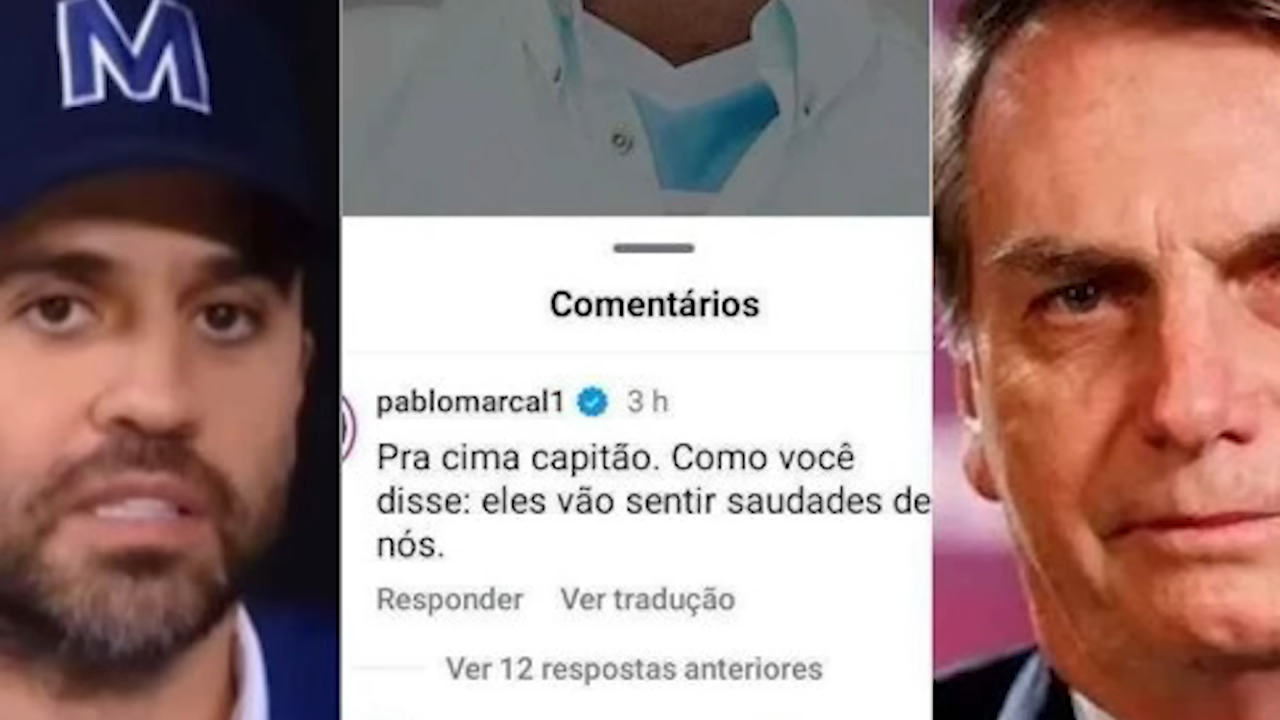 M
Comentários
pablomarcal1 3 h
Pra cima capitão. Como você
disse: eles vão sentir saudades de
nós.
Responder Ver tradução
Ver 12 respostas anteriores